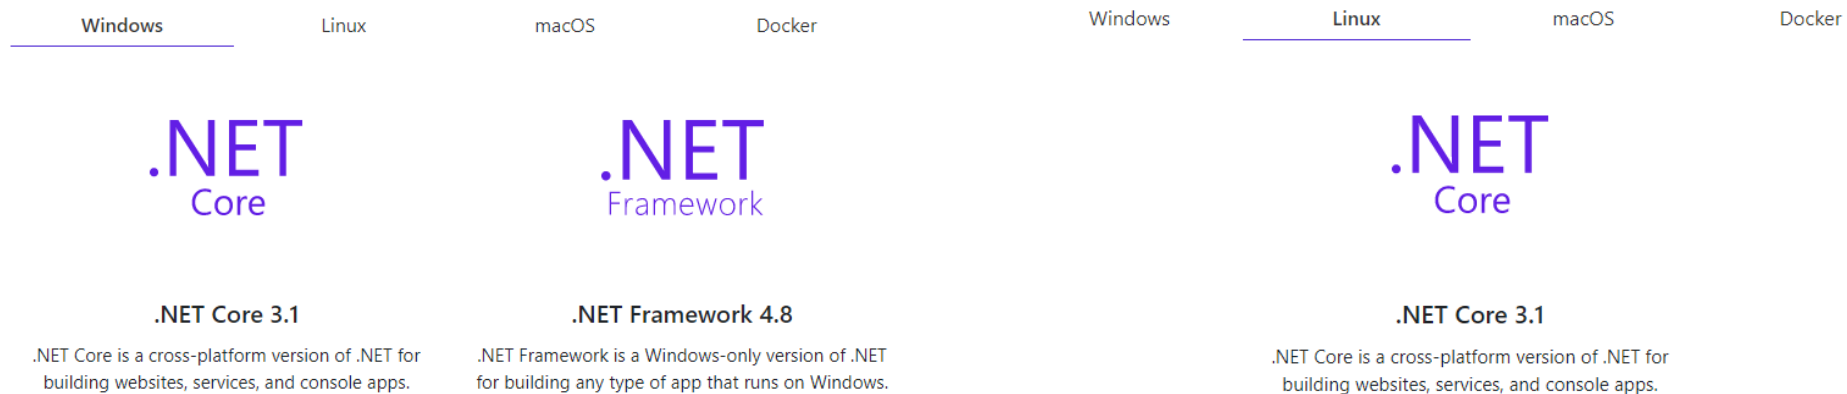 Windows Linux macOS Docker
.NET
Core
.NET Core 3.1
.NET Core is a cross-platform version of .NET for
building websites, services, and console apps.
.NET
Framework
.NET Framework 4.8
.NET Framework is a Windows-only version of .NET
for building any type of app that runs on Windows.
Windows Linux macOS Docker
.NET
Core
.NET Core 3.1
.NET Core is a cross-platform version of .NET for
building websites, services, and console apps.